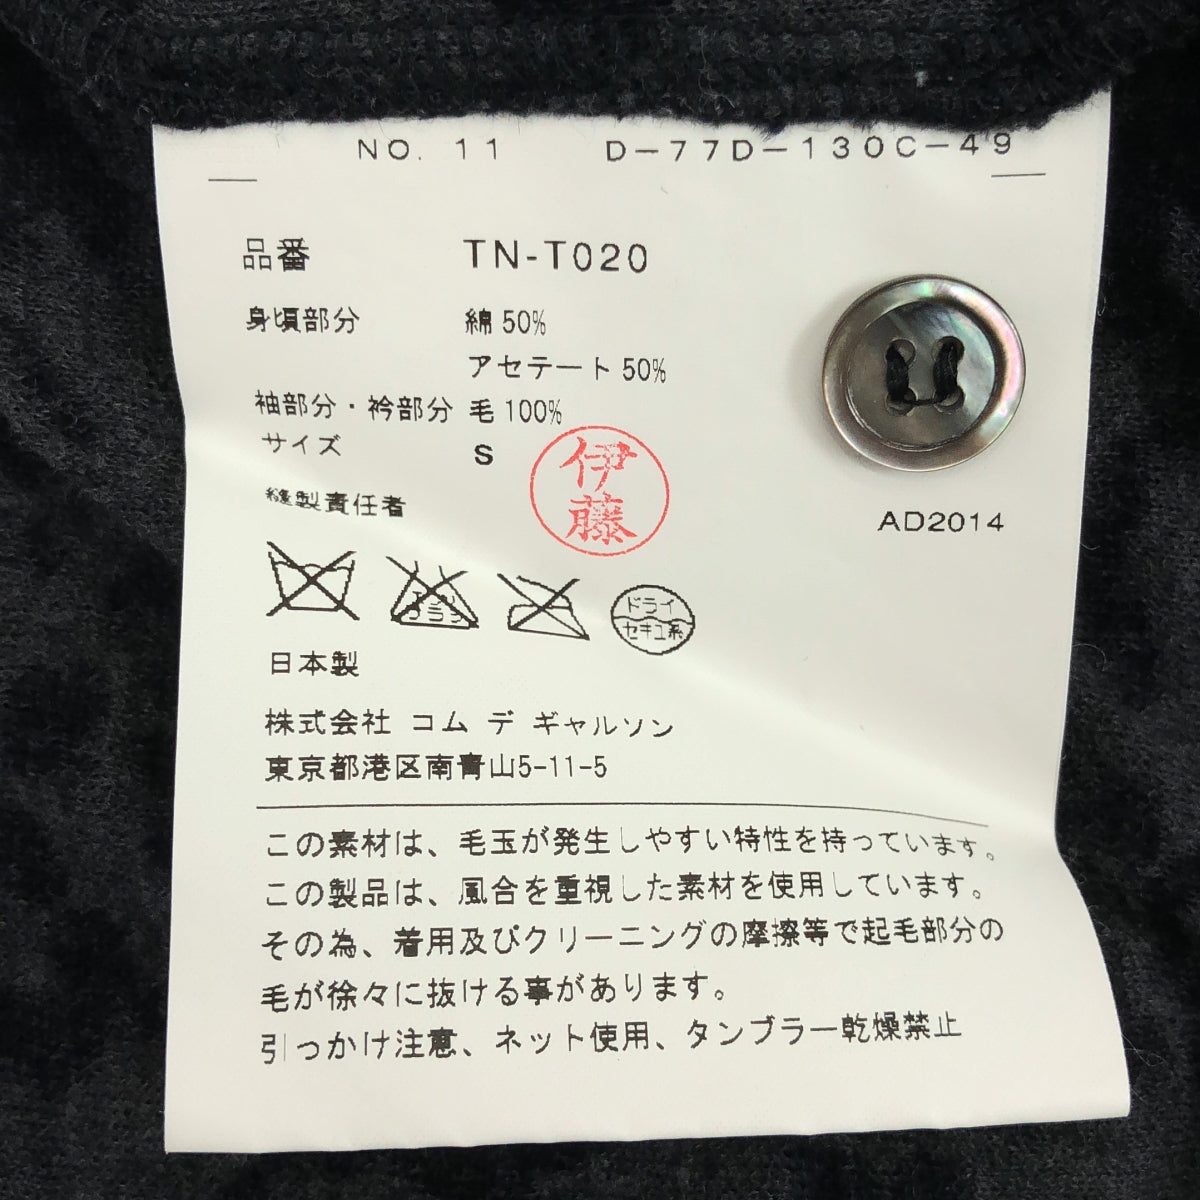 NO. 11 D-77D-130C-49
品番 TN-T020
身頃部分 綿 50%
アセテート 50%
袖部分・衿部分 毛 100%
サイズ S
伊藤
縫製責任者
AD2014
ドライ
セキユ系
日本製
株式会社 コム デ ギャルソン
東京都港区南青山5-11-5
この素材は、毛玉が発生しやすい特性を持っています。
この製品は、風合を重視した素材を使用しています。
その為、着用及びクリーニングの摩擦等で起毛部分の
毛が徐々に抜ける事があります。
引っかけ注意、ネット使用、タンブラー乾燥禁止